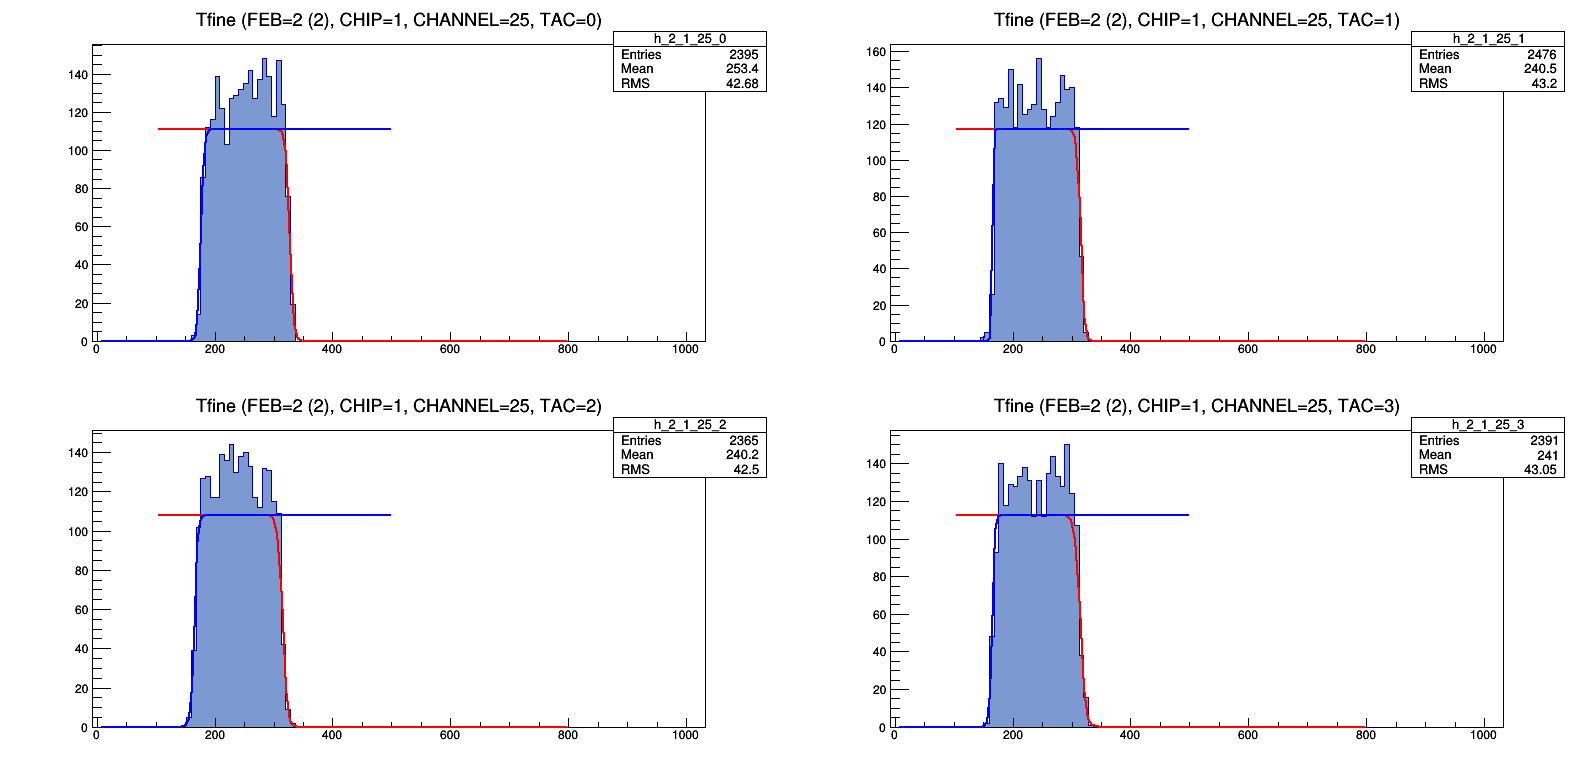 Tfine (FEB=2 (2), CHIP=1, CHANNEL=25, TAC=0)
h_2_1_25_0
Entries 2395
Mean 253.4
RMS 42.68
140
120
100
80
60
40
20
0
0 200 400 600 800 1000
Tfine (FEB=2 (2), CHIP=1, CHANNEL=25, TAC=1)
h_2_1_25_1
Entries 2476
Mean 240.5
RMS 43.2
160
140
120
100
80
60
40
20
0
0 200 400 600 800 1000
Tfine (FEB=2 (2), CHIP=1, CHANNEL=25, TAC=2)
h_2_1_25_2
Entries 2365
Mean 240.2
RMS 42.5
140
120
100
80
60
40
20
0
0 200 400 600 800 1000
Tfine (FEB=2 (2), CHIP=1, CHANNEL=25, TAC=3)
h_2_1_25_3
Entries 2391
Mean 241
RMS 43.05
140
120
100
80
60
40
20
0
0 200 400 600 800 1000